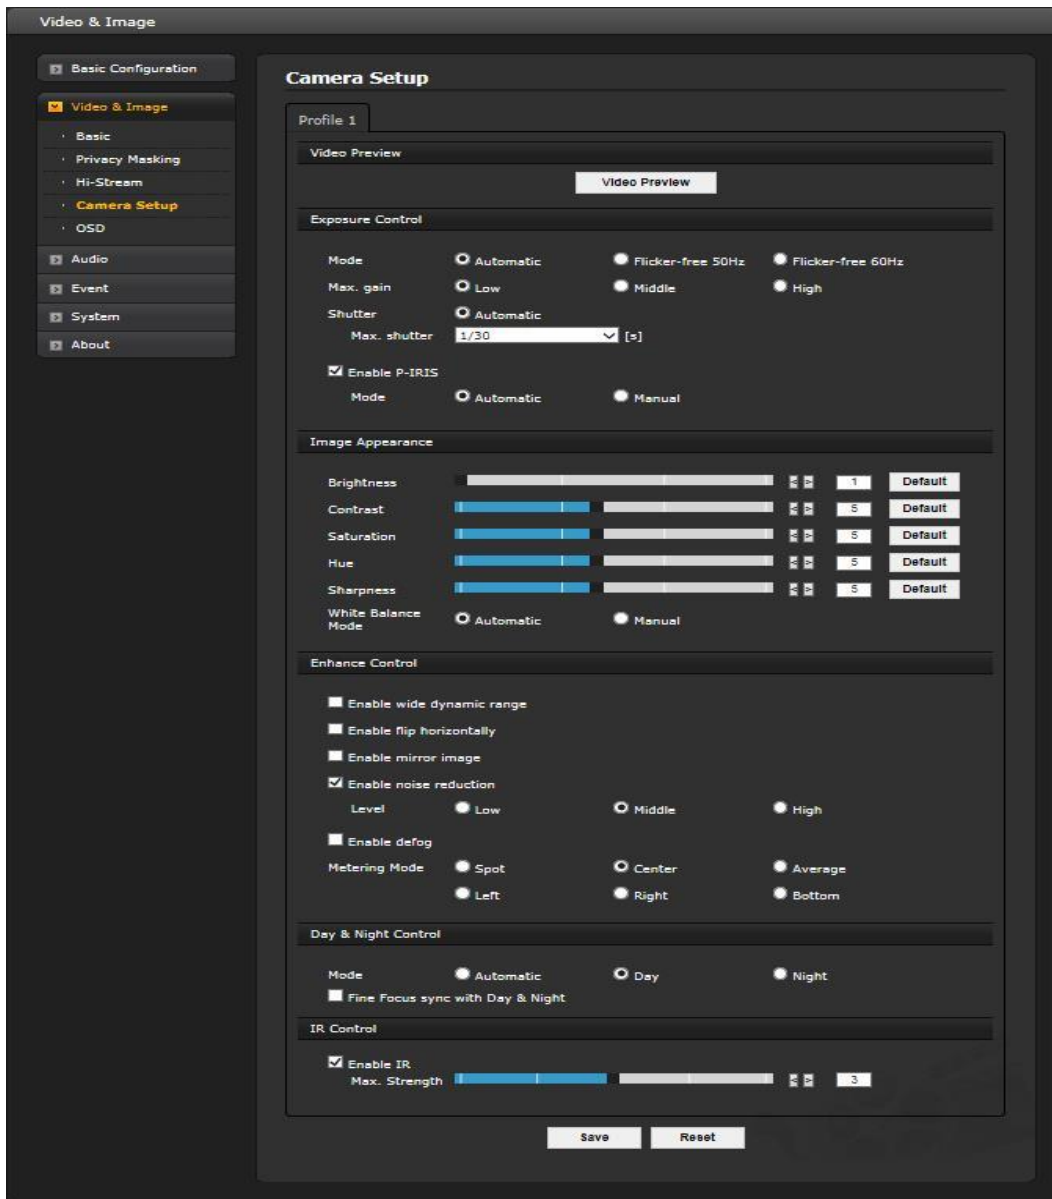 Video & Image
Basic Configuration
Video & Image
Basic
Privacy Masking
Hi-Stream
Camera Setup
OSD
Audio
Event
System
About
Camera Setup
Profile 1
Video Preview
Video Preview
Exposure Control
Mode Automatic Flicker-free 50Hz Flicker-free 60Hz
Max. gain Low Middle High
Shutter Automatic
Max. shutter 1/30 [s]
Enable P-IRIS
Mode Automatic Manual
Image Appearance
Brightness < > 1 Default
Contrast < > 5 Default
Saturation < > 5 Default
Hue < > 5 Default
Sharpness < > 5 Default
White Balance
Mode Automatic Manual
Enhance Control
Enable wide dynamic range
Enable flip horizontally
Enable mirror image
Enable noise reduction
Level Low Middle High
Enable defog
Metering Mode Spot Center Average
Left Right Bottom
Day & Night Control
Mode Automatic Day Night
Fine Focus sync with Day & Night
IR Control
Enable IR
Max. Strength < > 3
Save Reset